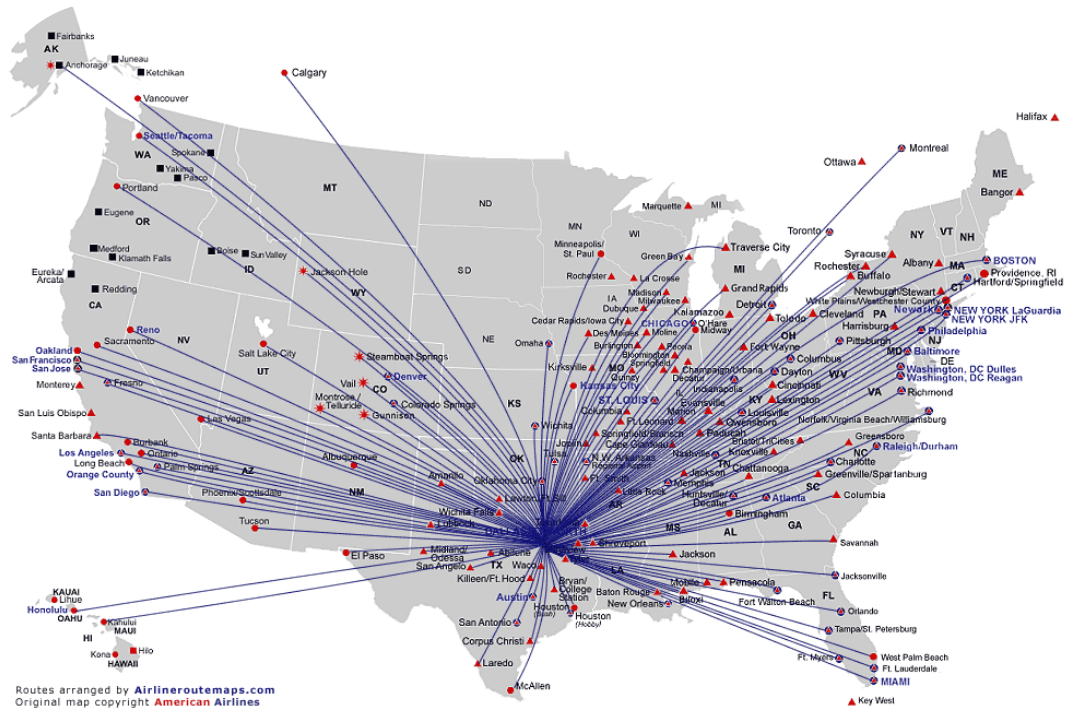 Fairbanks
AK
Anchorage
Juneau
Ketchikan
Calgary
Vancouver
Seattle/Tacoma
WA
Spokane
Yakima
Pasco
Portland
Eugene
OR
Medford
Klamath Falls
Boise
Sun Valley
ID
Eureka/
Arcata
Redding
CA
MT
ND
SD
Jackson Hole
WY
NE
MN
Minneapolis/
St. Paul
WI
MI
Marquette
Green Bay
Rochester
La Crosse
Madison
Milwaukee
IA
Dubuque
Cedar Rapids/Iowa City
Des Moines
Moline
Burlington
Peoria
Bloomington
Springfield
Quincy
Decatur
Champaign/Urbana
CHICAGO
O'Hare
Midway
Traverse City
MI
Grand Rapids
Kalamazoo
Detroit
Toledo
Toronto
Ottawa
Montreal
Halifax
ME
Bangor
NY
VT
NH
Syracuse
Rochester
Buffalo
Albany
MA
BOSTON
Providence, RI
Hartford/Springfield
CT
Newburgh/Stewart
White Plains/Westchester County
Newark
NEW YORK LaGuardia
NEW YORK JFK
PA
Cleveland
Harrisburg
Philadelphia
NJ
OH
Pittsburgh
MD
Baltimore
DE
Fort Wayne
Columbus
Dayton
WV
Washington, DC Dulles
Washington, DC Reagan
VA
Richmond
Indianapolis
Cincinnati
Lexington
KY
Louisville
Norfolk/Virginia Beach/Williamsburg
IL
Evansville
Owensboro
Marion
Paducah
Cape Girardeau
Bristol/TriCities
Knoxville
Greensboro
Raleigh/Durham
NC
Charlotte
Greenville/Spartanburg
SC
Columbia
Nashville
TN
Chattanooga
Jackson
Memphis
Huntsville/
Decatur
Atlanta
Birmingham
GA
AL
MS
Savannah
Jackson
Jacksonville
FL
Fort Walton Beach
Pensacola
Mobile
Biloxi
Orlando
Tampa/St. Petersburg
Ft. Myers
West Palm Beach
Ft. Lauderdale
MIAMI
Key West
Reno
NV
Sacramento
Oakland
San Francisco
San Jose
Fresno
Monterey
San Luis Obispo
Santa Barbara
Burbank
Los Angeles
Ontario
Long Beach
Palm Springs
Orange County
San Diego
Las Vegas
Salt Lake City
UT
Steamboat Springs
Vail
Denver
CO
Montrose/
Telluride
Gunnison
Colorado Springs
AZ
Phoenix/Scottsdale
Tucson
Albuquerque
NM
El Paso
Omaha
Kirksville
MO
Kansas City
ST. LOUIS
KS
Columbia
Ft. Leonard
Wichita
Joplin
Springfield/Branson
Tulsa
N.W. Arkansas
Regional Airport
OK
Oklahoma City
Ft. Smith
Little Rock
AR
Amarillo
Lawton/Ft. Sill
Wichita Falls
Lubbock
Shreveport
LA
Midland/
Odessa
Abilene
TX
San Angelo
Waco
Killeen/Ft. Hood
Bryan/
College
Station
Austin
Houston
(Bush)
Houston
(Hobby)
Baton Rouge
New Orleans
San Antonio
Corpus Christi
Laredo
McAllen
KAUAI
Lihue
Honolulu
OAHU
Kahului
MAUI
HI
Kona
Hilo
HAWAII
Routes arranged by Airlineroutemaps.com
Original map copyright American Airlines